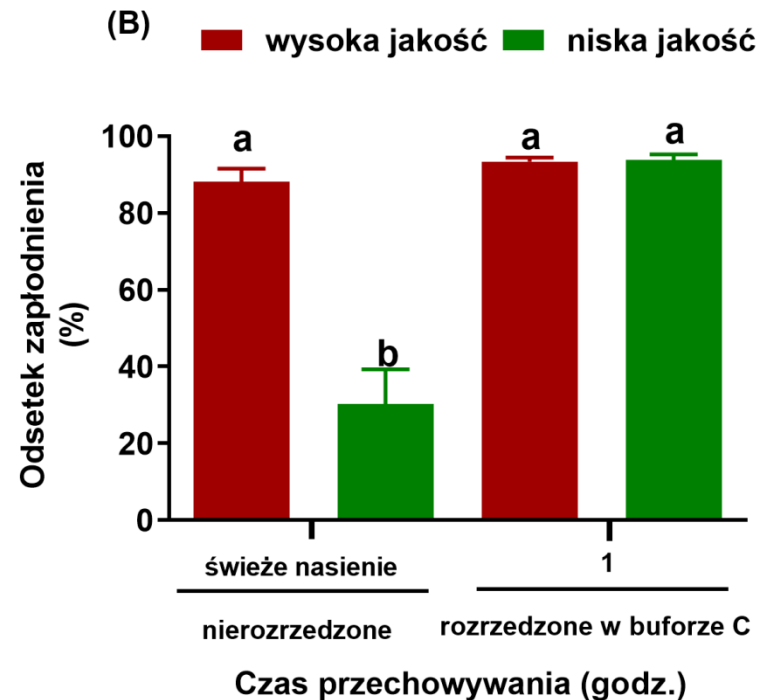 (B)
wysoka jakość niska jakość
Odsetek zapłodnienia
(%)
100
80
60
40
20
0
a
b
a
a
świeże nasienie 1
nierozrzedzone rozrzedzone w buforze C
Czas przechowywania (godz.)